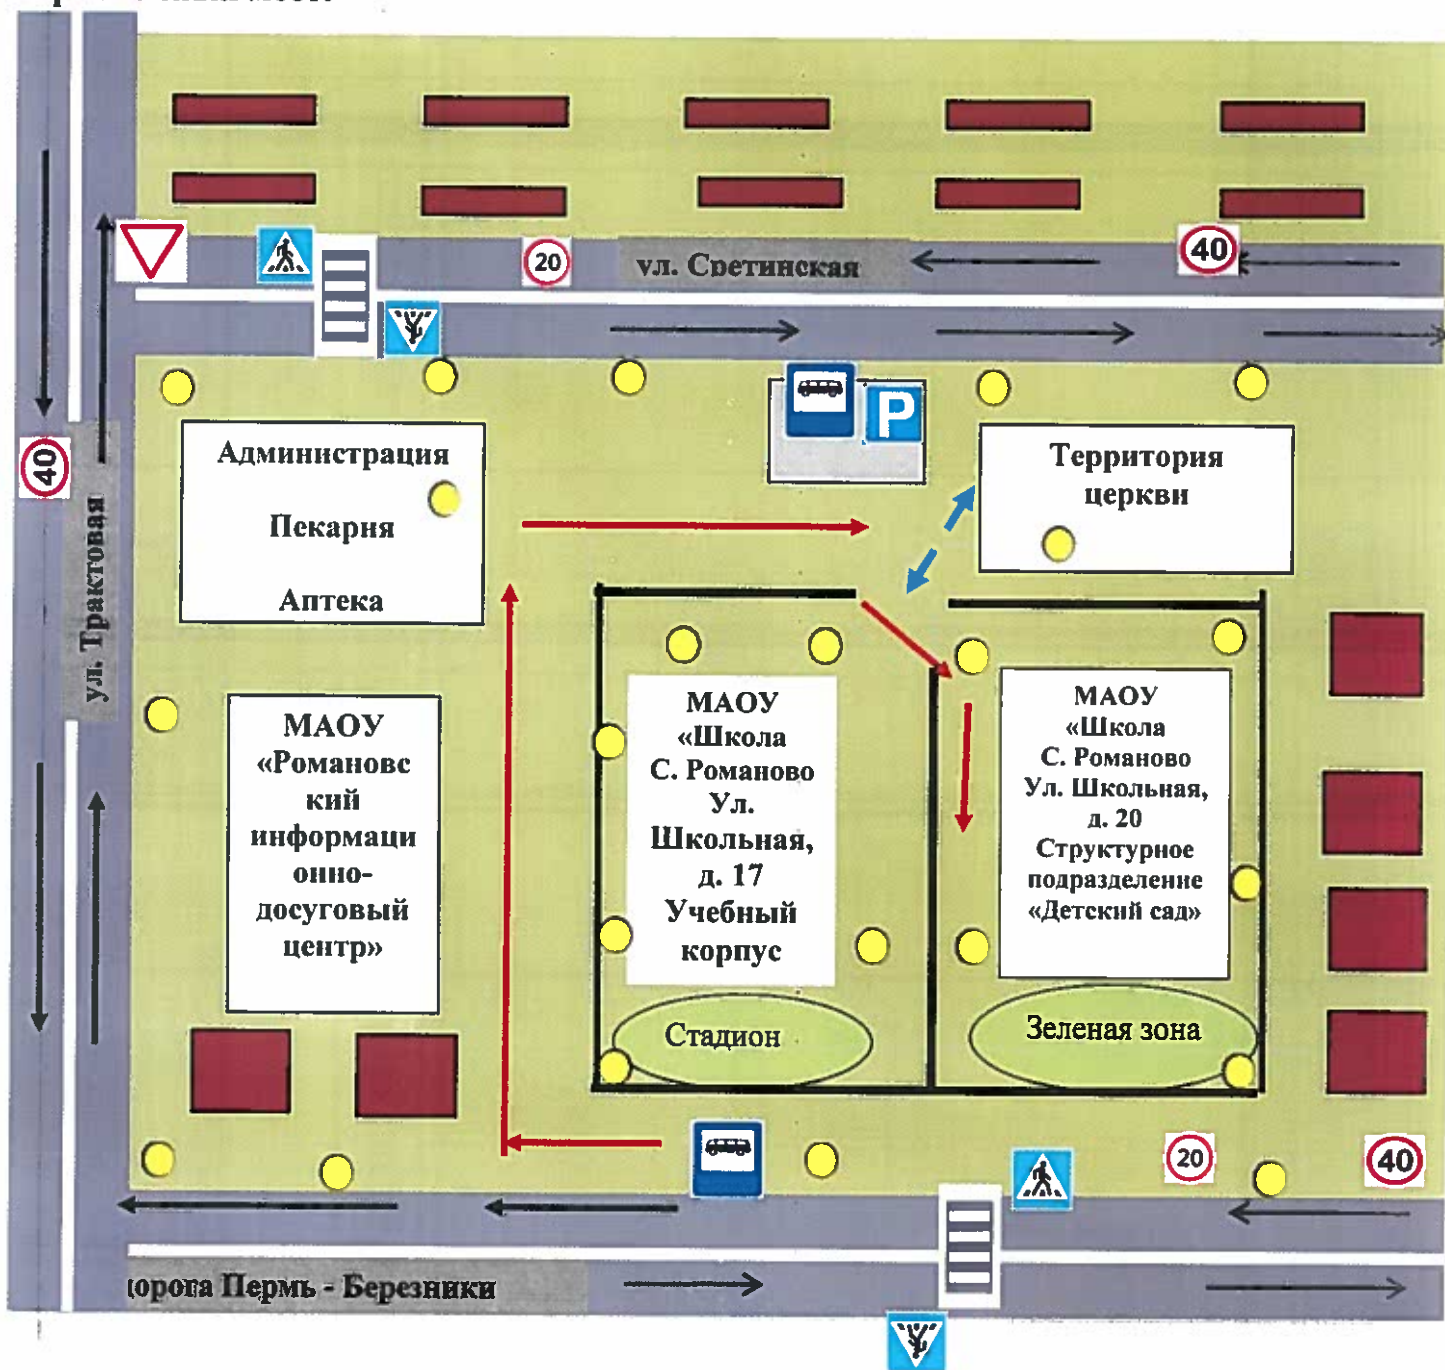 20
40
ул. Сретинская
P
40
ул. Трактовая
Администрация
Пекарня
Аптека
Территория
церкви
МАОУ
«Романовс
кий
информаци
онно-
досуговый
центр»
МАОУ
«Школа
С. Романово
Ул.
Школьная,
д. 17
Учебный
корпус
МАОУ
«Школа
С. Романово
Ул. Школьная,
д. 20
Структурное
подразделение
«Детский сад»
Стадион
Зеленая зона
20
40
дорога Пермь - Березники